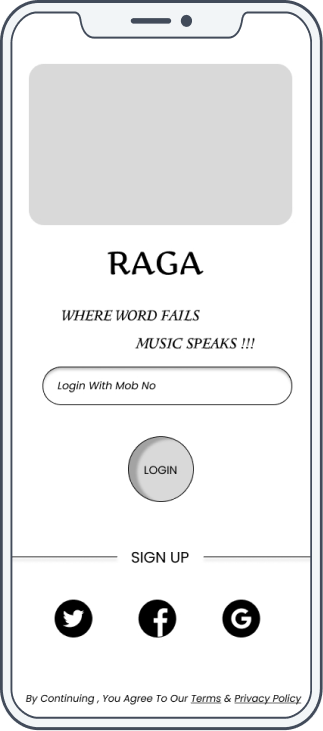 RAGA
WHERE WORD FAILS
MUSIC SPEAKS !!!
Login With Mob No
LOGIN
SIGN UP
By Continuing , You Agree To Our Terms & Privacy Policy